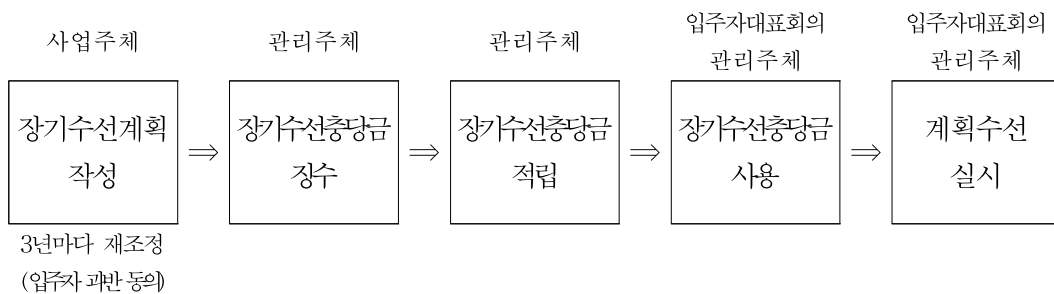 사업주체
장기수선계획
작성
3년마다 재조정
(입주자 과반 동의)
⇒
관리주체
장기수선충당금
징수
⇒
관리주체
장기수선충당금
적립
⇒
입주자대표회의
관리주체
장기수선충당금
사용
⇒
입주자대표회의
관리주체
계획수선
실시